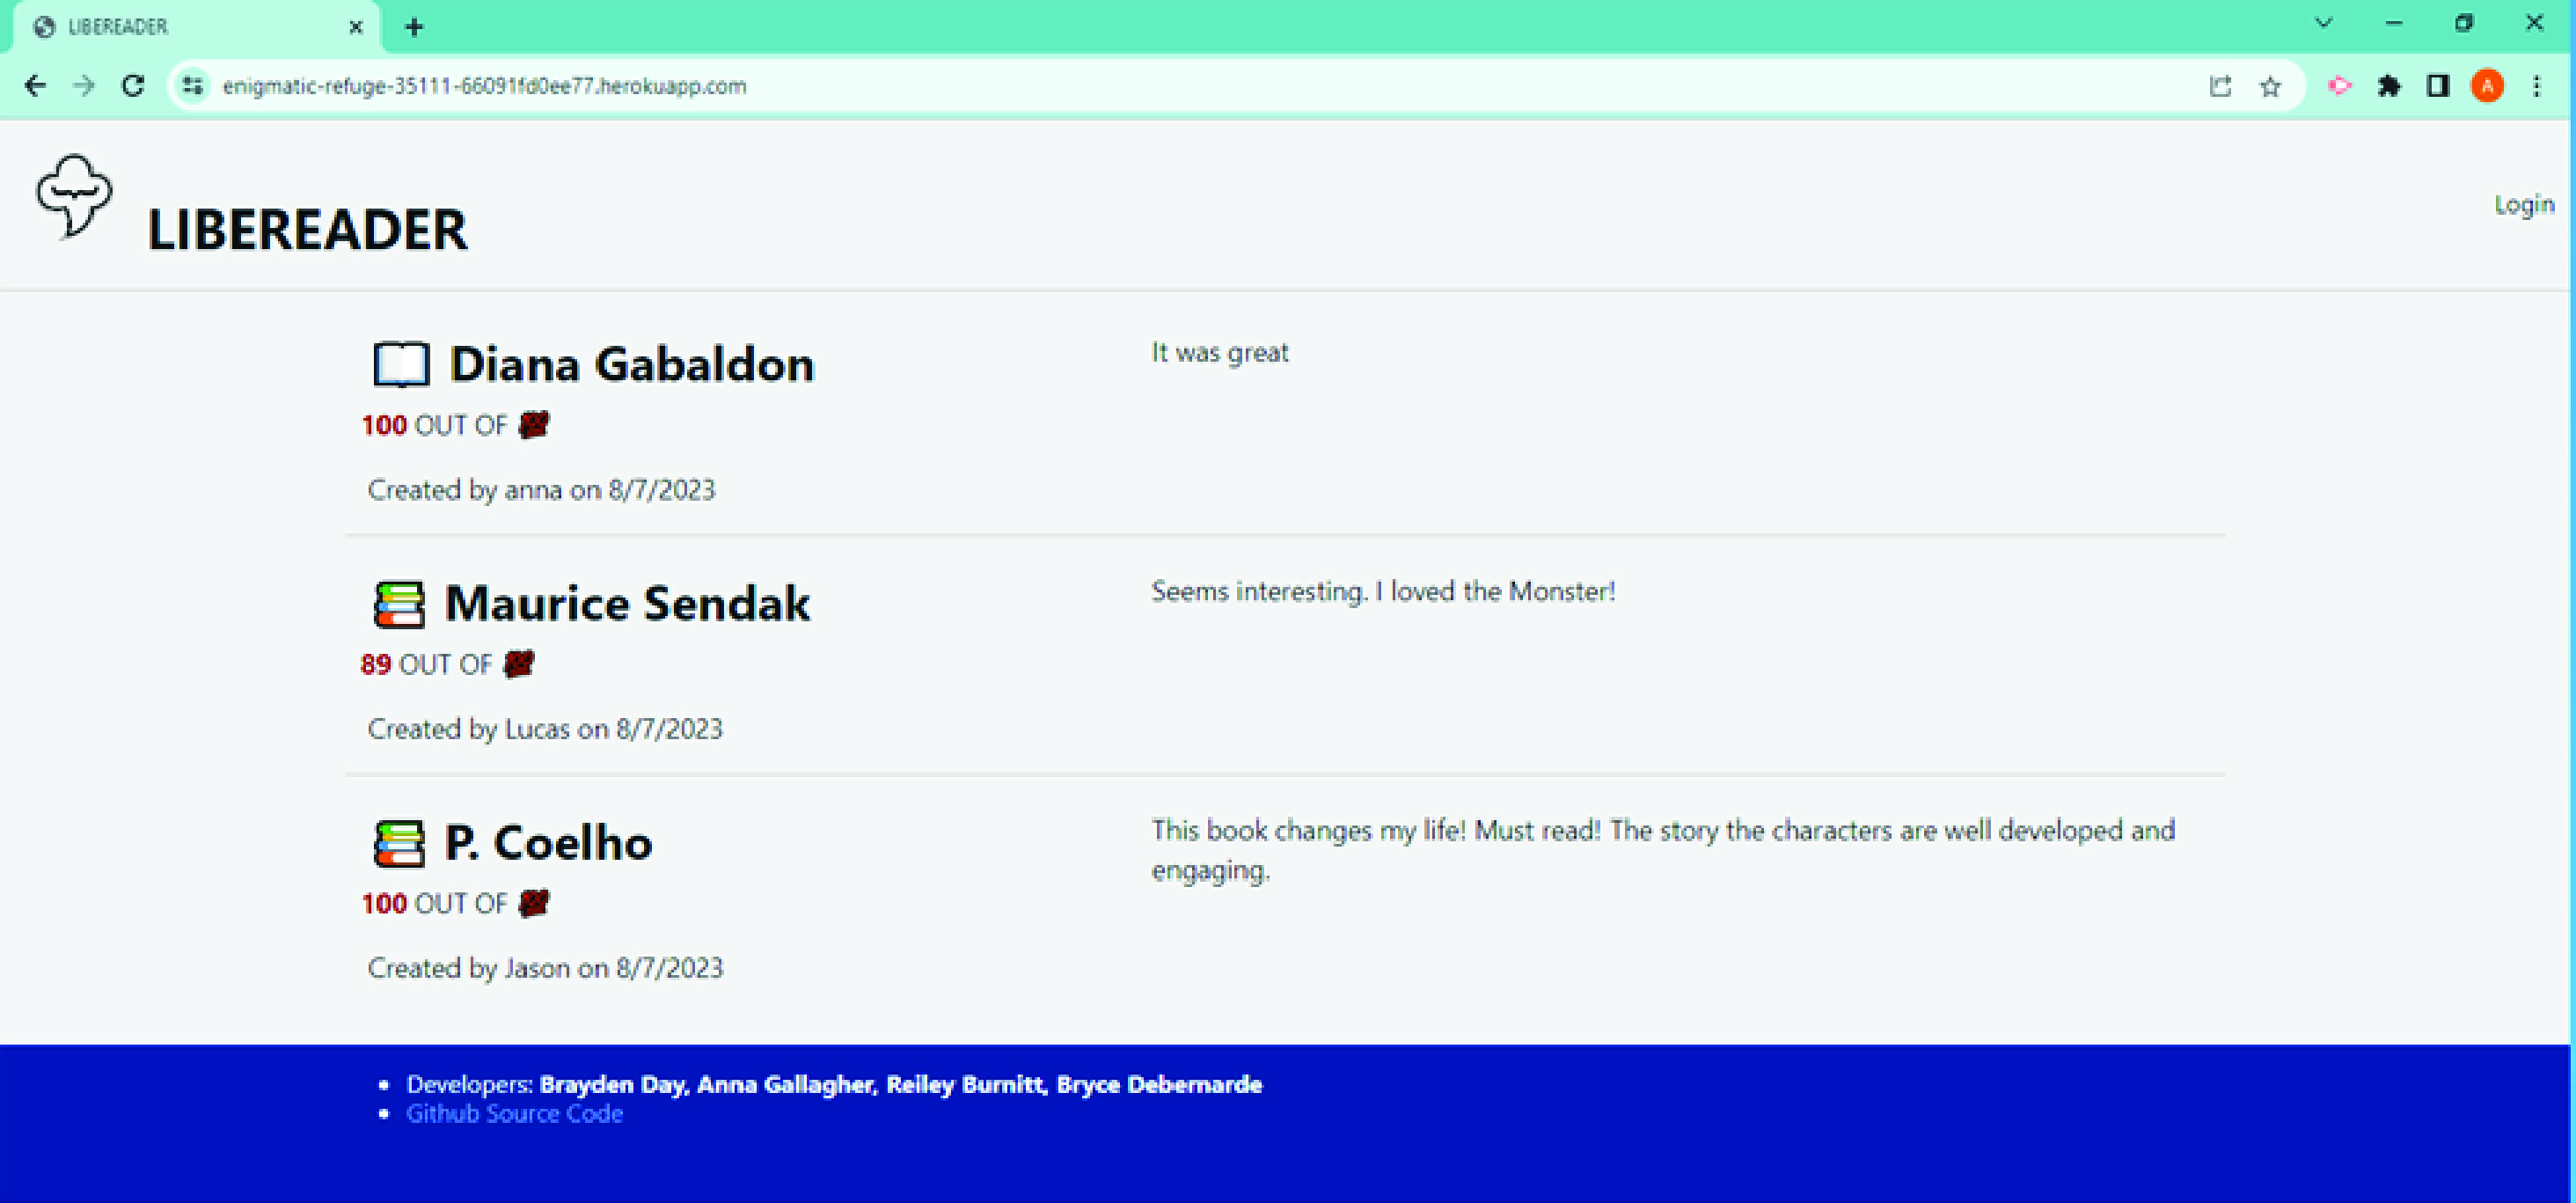 LIBEREADER
enigmatic-refuge-35111-66091fd0ee77.herokuapp.com
A
LIBEREADER
Login
Diana Gabaldon
It was great
100 OUT OF
Created by anna on 8/7/2023
Maurice Sendak
Seems interesting. I loved the Monster!
89 OUT OF
Created by Lucas on 8/7/2023
P. Coelho
This book changes my life! Must read! The story the characters are well developed and
engaging.
100 OUT OF
Created by Jason on 8/7/2023
Developers: Brayden Day, Anna Gallagher, Reiley Burnitt, Bryce Debernarde
Github Source Code